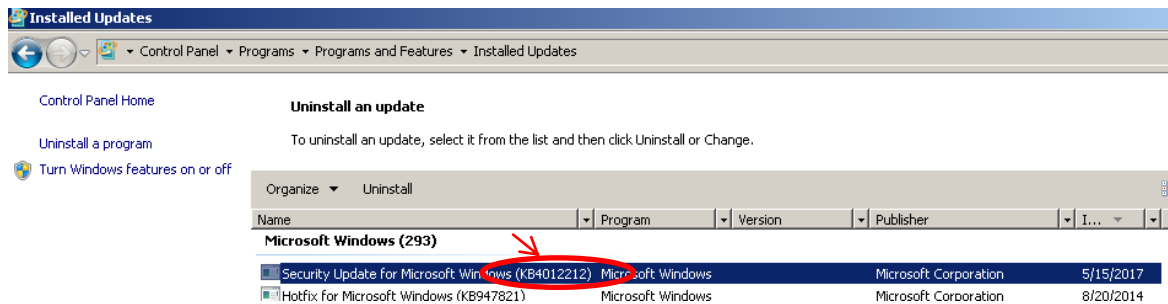 Installed Updates
Control Panel Programs Programs and Features Installed Updates
Control Panel Home
Uninstall a program
Turn Windows features on or off
Uninstall an update
To uninstall an update, select it from the list and then click Uninstall or Change.
Organize Uninstall
Name Program Version Publisher I...
Microsoft Windows (293)
Security Update for Microsoft Windows (KB4012212) Microsoft Windows Microsoft Corporation 5/15/2017
Hotfix for Microsoft Windows (KB947821) Microsoft Windows Microsoft Corporation 8/20/2014